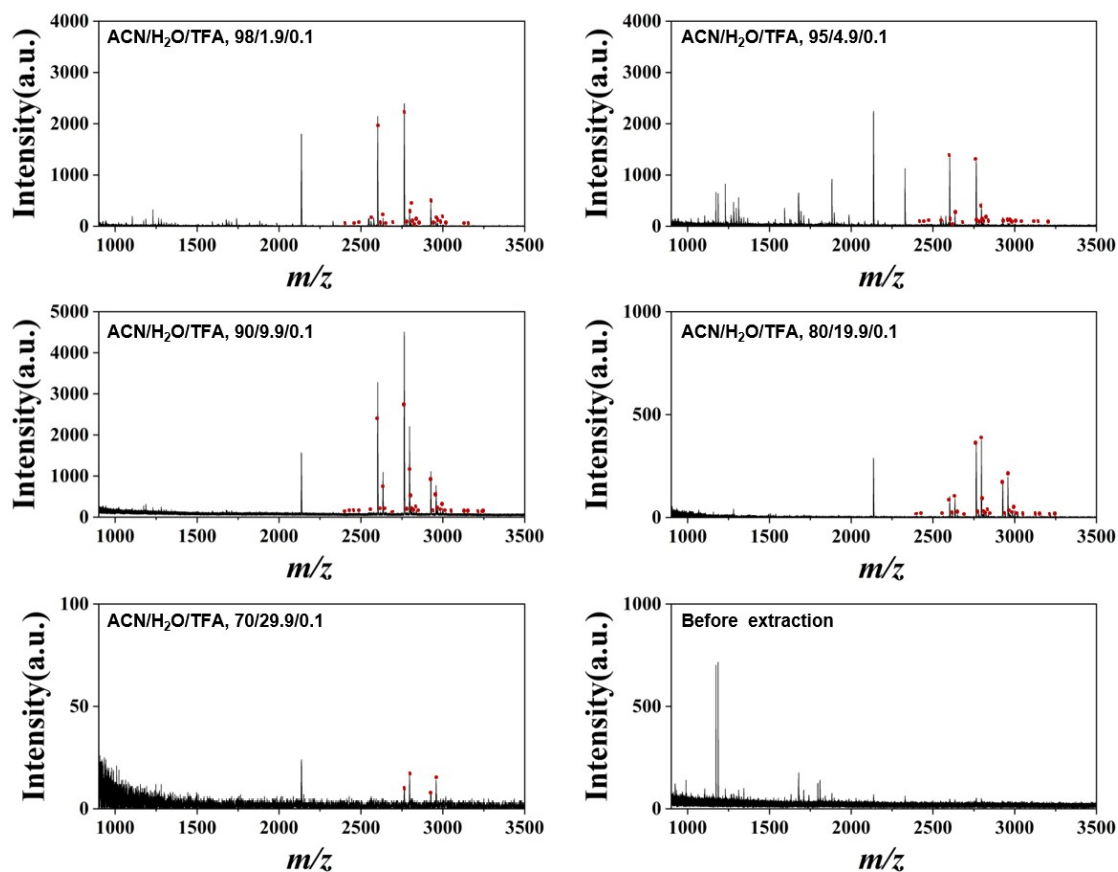 4000
ACN/H₂O/TFA, 98/1.9/0.1
3000
2000
1000
0
Intensity(a.u.)
1000 1500 2000 2500 3000 3500
m/z
4000
ACN/H₂O/TFA, 95/4.9/0.1
3000
2000
1000
0
Intensity(a.u.)
1000 1500 2000 2500 3000 3500
m/z
5000
ACN/H₂O/TFA, 90/9.9/0.1
4000
3000
2000
1000
0
Intensity(a.u.)
1000 1500 2000 2500 3000 3500
m/z
1000
ACN/H₂O/TFA, 80/19.9/0.1
500
0
Intensity(a.u.)
1000 1500 2000 2500 3000 3500
m/z
100
ACN/H₂O/TFA, 70/29.9/0.1
50
0
Intensity(a.u.)
1000 1500 2000 2500 3000 3500
m/z
1000
Before extraction
500
0
Intensity(a.u.)
1000 1500 2000 2500 3000 3500
m/z